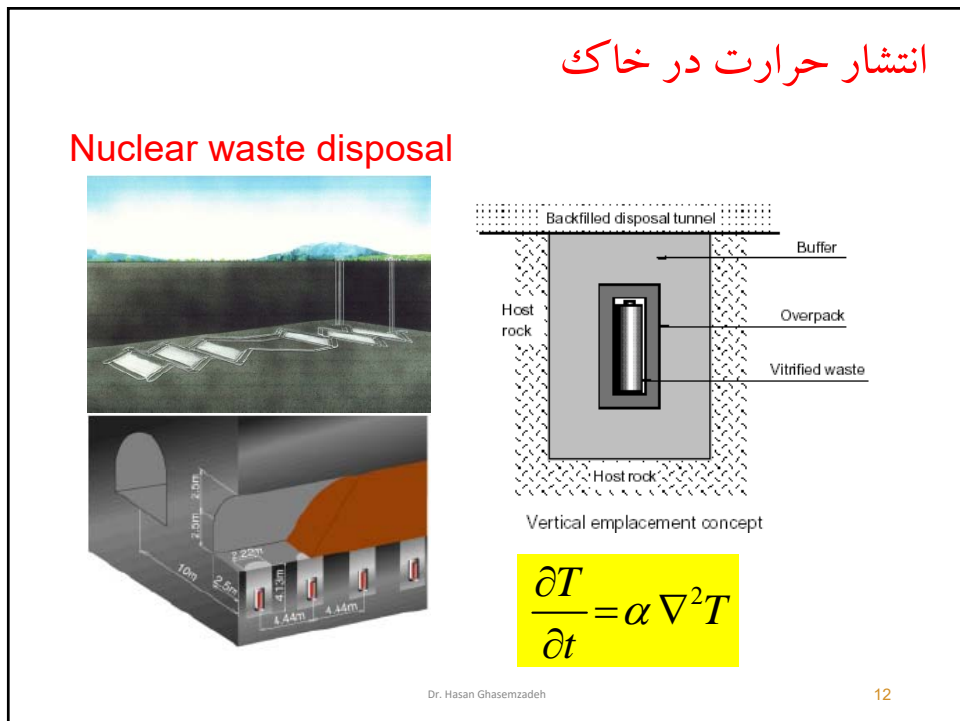 انتشار حرارت در خاک
Nuclear waste disposal
Backfilled disposal tunnel
Buffer
Host
rock
Overpack
Vitrified waste
Host rock
Vertical emplacement concept
2.5m
2.5m
2.22m
10m
2.5m
4.13m
4.44m
4.44m
∂T/∂t = α ∇²T
Dr. Hasan Ghasemzadeh
12